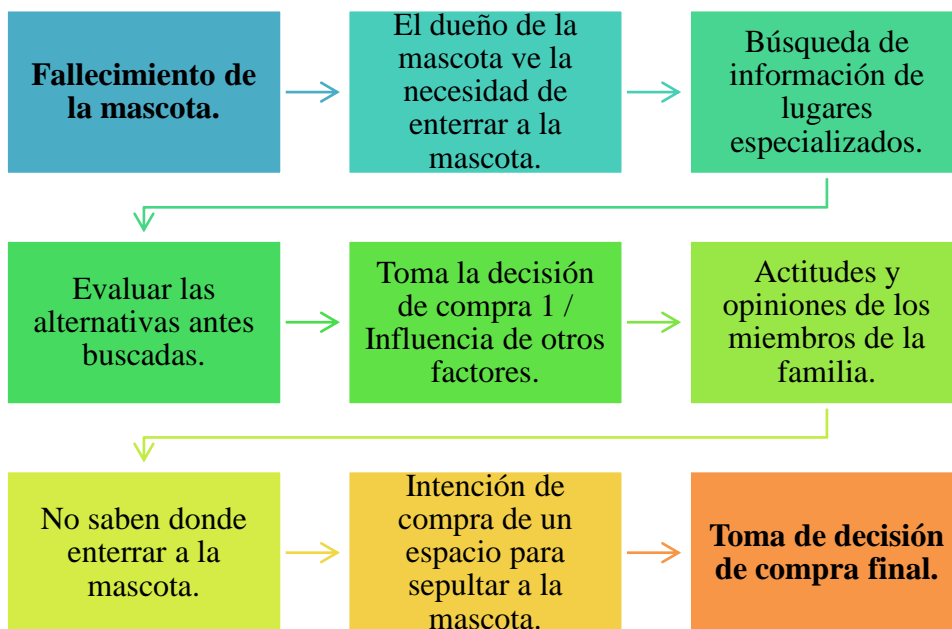 Fallecimiento de
la mascota.
El dueño de la
mascota ve la
necesidad de
enterrar a la
mascota.
Búsqueda de
información de
lugares
especializados.
Evaluar las
alternativas antes
buscadas.
Toma la decisión
de compra 1 /
Influencia de otros
factores.
Actitudes y
opiniones de los
miembros de la
familia.
No saben donde
enterrar a la
mascota.
Intención de
compra de un
espacio para
sepultar a la
mascota.
Toma de decisión
de compra final.